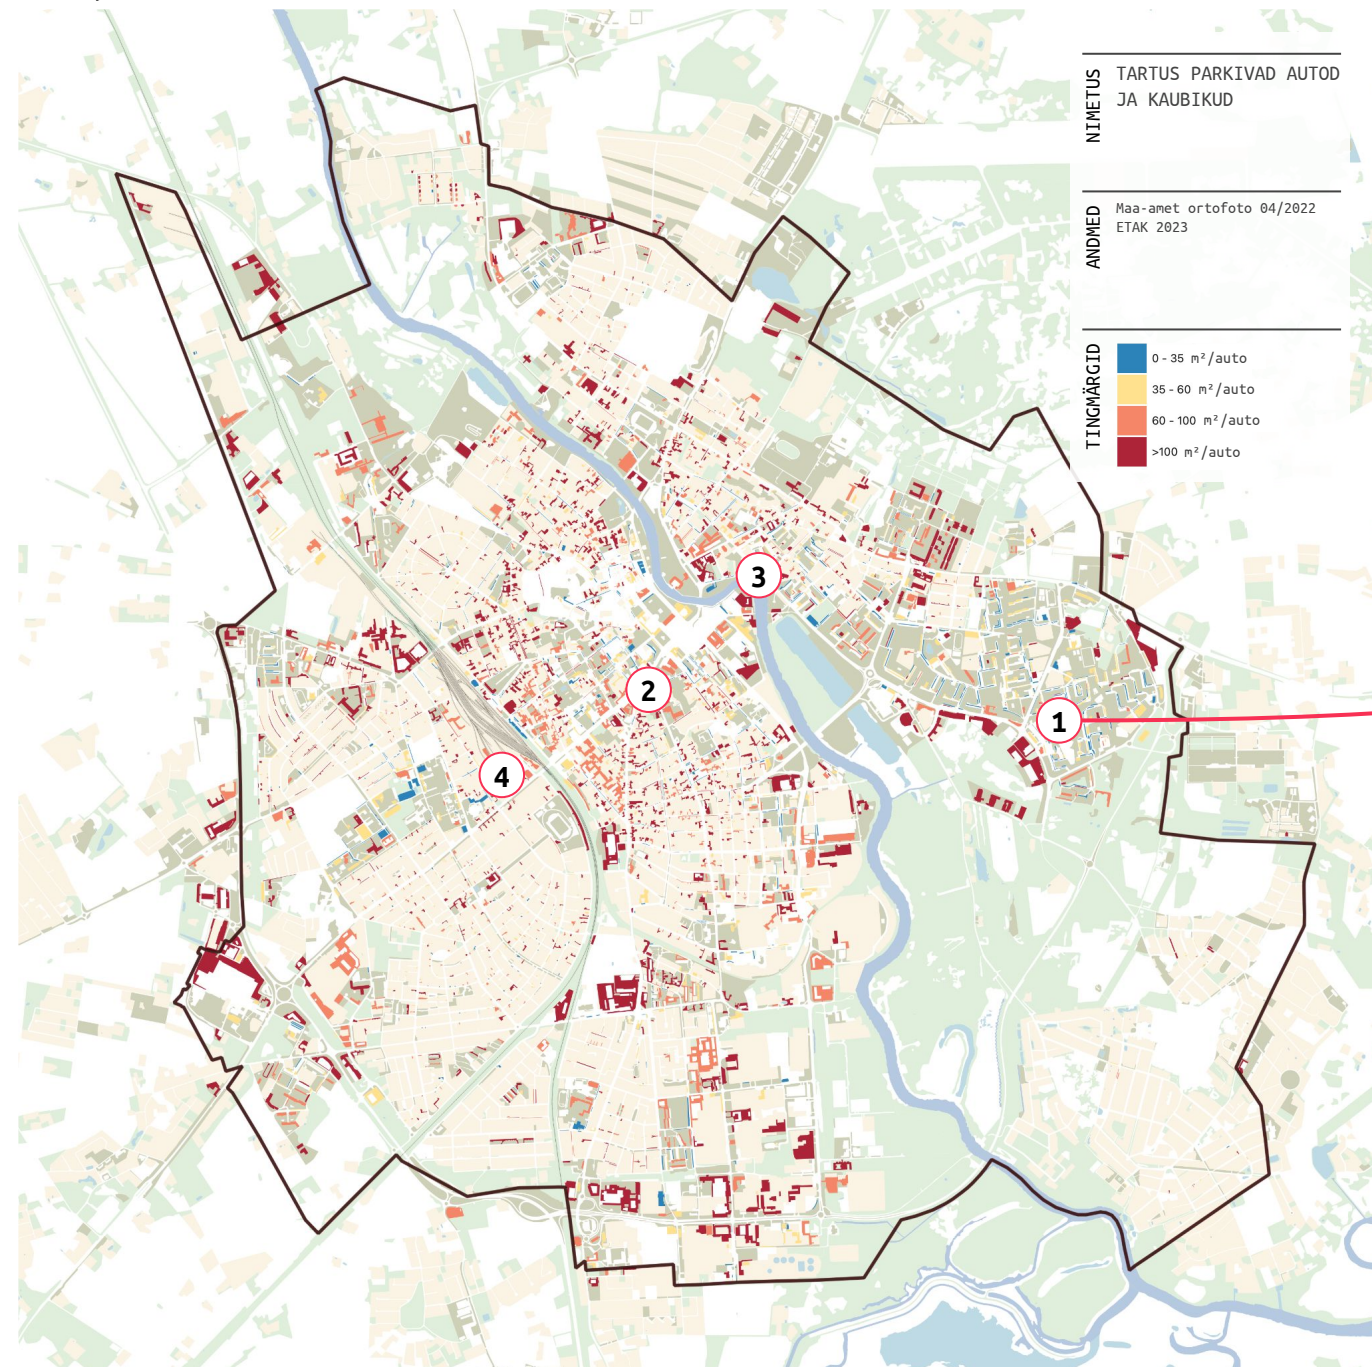 NIMETUS
TARTUS PARKIVAD AUTOD
JA KAUBIKUD
ANDMED
Maa-amet ortofoto 04/2022
ETAK 2023
TINGMÄRGID
0 - 35 m²/auto
35 - 60 m²/auto
60 - 100 m²/auto
>100 m²/auto
3
2
1
4